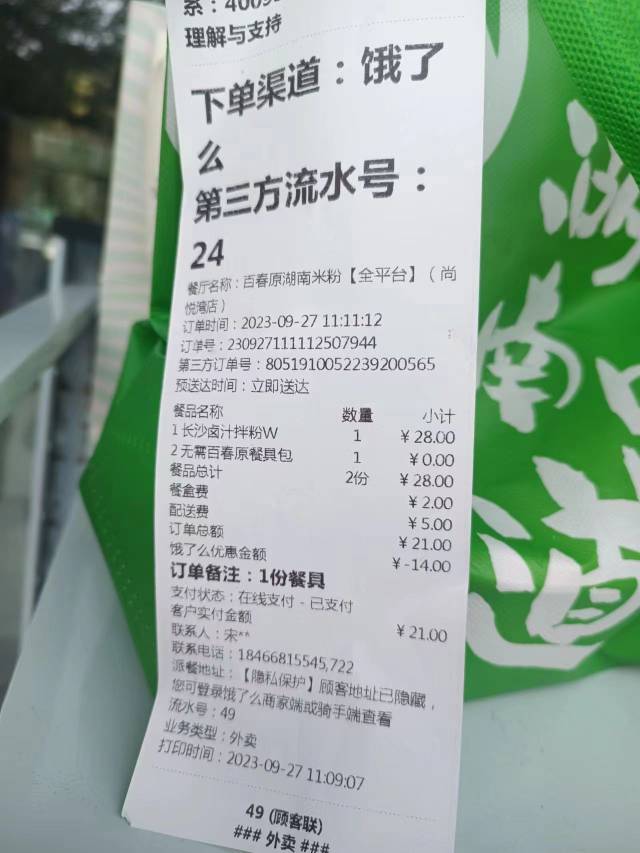 系：4009
理解与支持
下单渠道：饿了
么
第三方流水号：
24
餐厅名称：百春原湖南米粉【全平台】（尚
悦湾店）
订单时间：2023-09-27 11:11:12
订单号：230927111112507944
第三方订单号：8051910052239200565
预送达时间：立即送达
餐品名称 数量 小计
1 长沙卤汁拌粉W 1 ¥ 28.00
2 无需百春原餐具包 1 ¥ 0.00
餐品总计 2份 ¥ 28.00
餐盒费 ¥ 2.00
配送费 ¥ 5.00
订单总额 ¥ 21.00
饿了么优惠金额 ¥ -14.00
订单备注：1份餐具
支付状态：在线支付 - 已支付
客户实付金额 ¥ 21.00
联系人：宋**
联系电话：18466815545,722
派餐地址：【隐私保护】顾客地址已隐藏，
您可登录饿了么商家端或骑手端查看
流水号：49
业务类型：外卖
打印时间：2023-09-27 11:09:07
49 (顾客联)
### 外卖 ###
湖
南
道